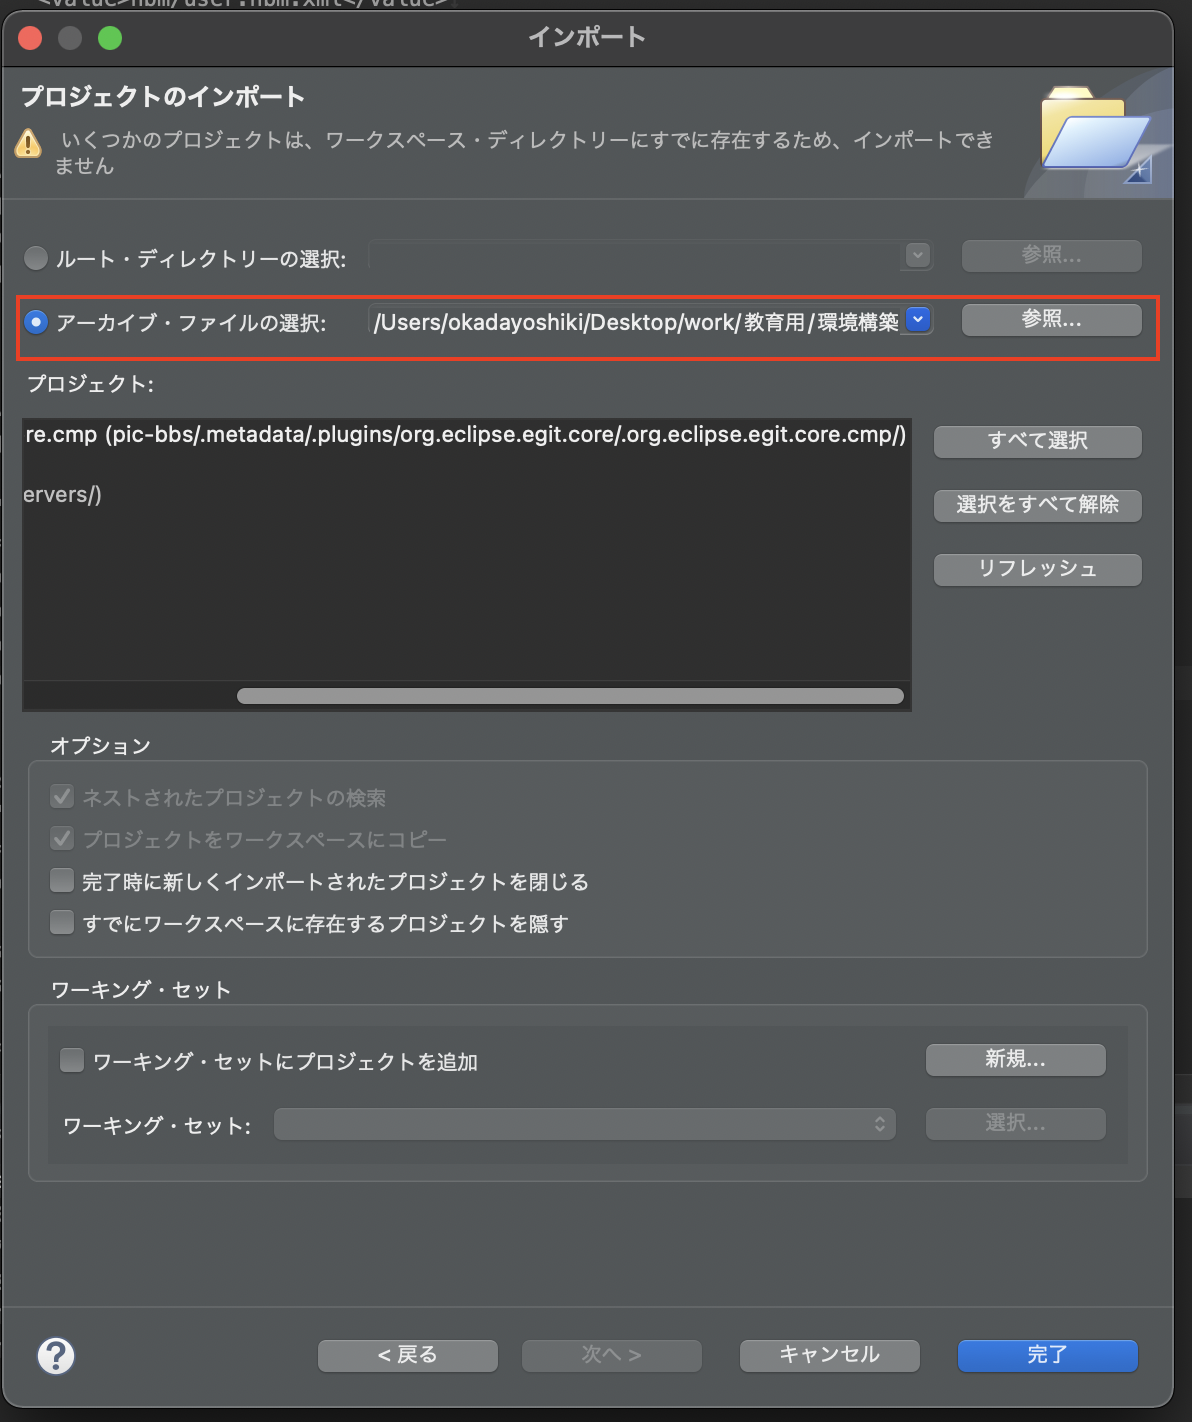 <value>hbm/user.hbm.xml</value>
インポート
プロジェクトのインポート
いくつかのプロジェクトは、ワークスペース・ディレクトリーにすでに存在するため、インポートでき
ません
ルート・ディレクトリーの選択:
参照...
アーカイブ・ファイルの選択:
/Users/okadayoshiki/Desktop/work/教育用/環境構築
参照...
プロジェクト:
re.cmp (pic-bbs/.metadata/.plugins/org.eclipse.egit.core/.org.eclipse.egit.core.cmp/)
すべて選択
ervers/)
選択をすべて解除
リフレッシュ
オプション
ネストされたプロジェクトの検索
プロジェクトをワークスペースにコピー
完了時に新しくインポートされたプロジェクトを閉じる
すでにワークスペースに存在するプロジェクトを隠す
ワーキング・セット
ワーキング・セットにプロジェクトを追加
新規...
ワーキング・セット:
選択...
?
< 戻る
次へ >
キャンセル
完了